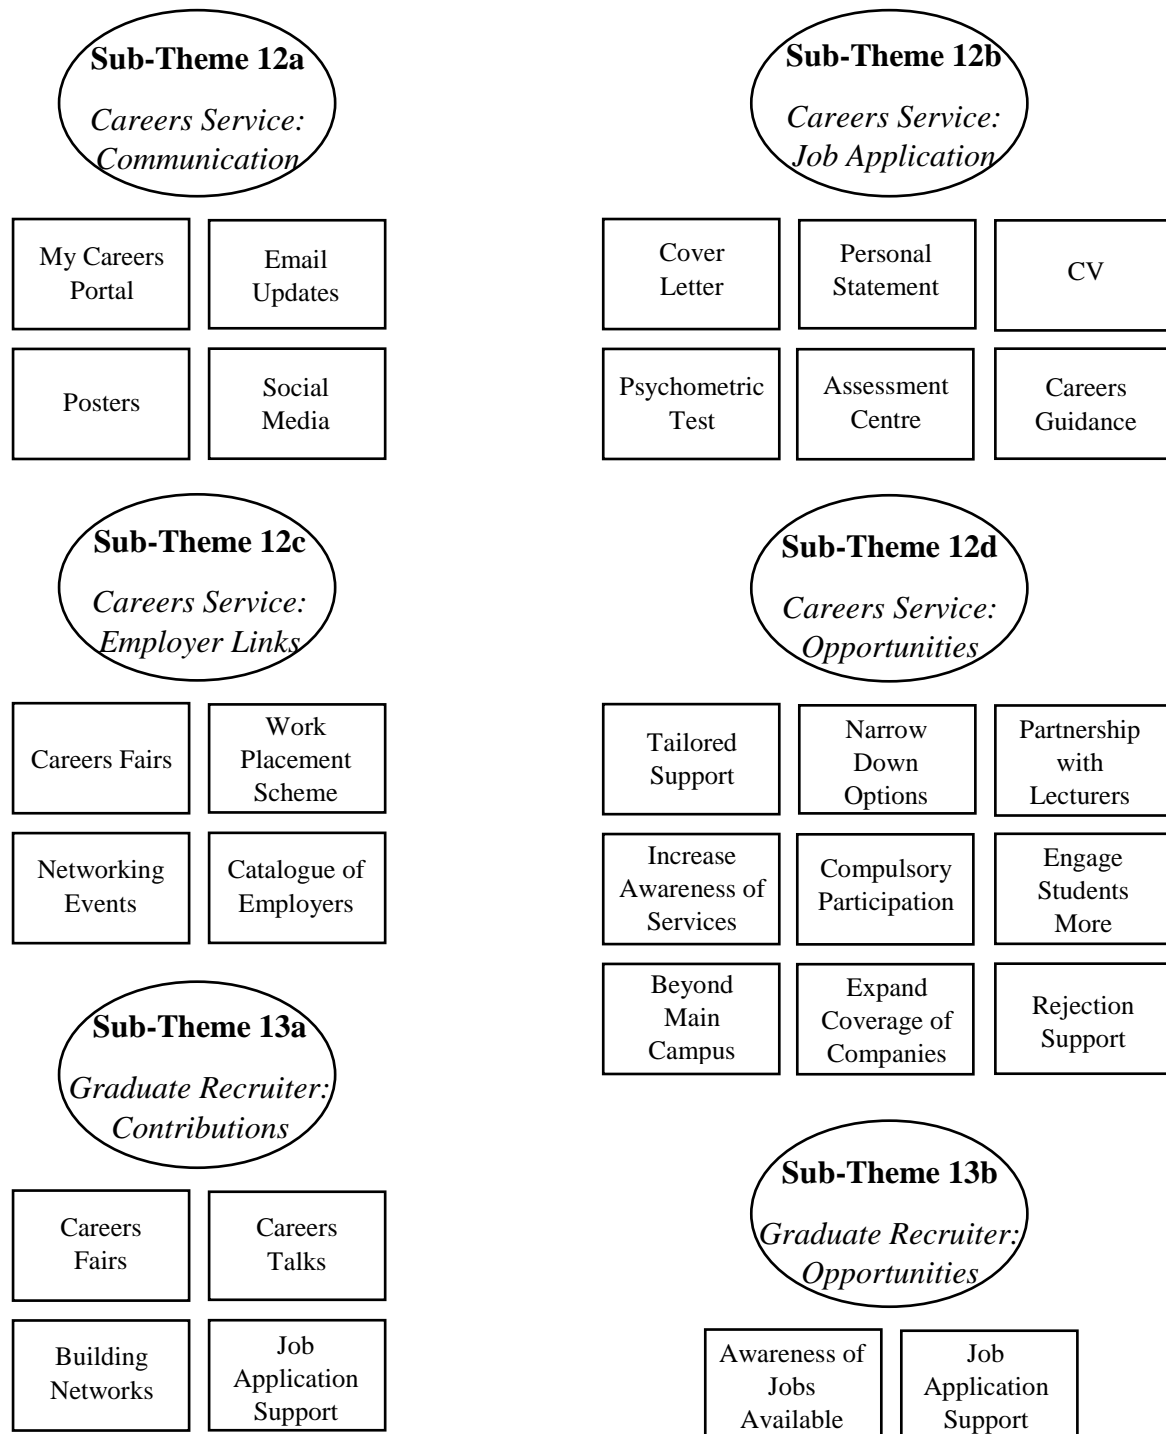 Sub-Theme 12a
Careers Service:
Communication
My Careers
Portal
Email
Updates
Posters
Social
Media
Sub-Theme 12b
Careers Service:
Job Application
Cover
Letter
Personal
Statement
CV
Psychometric
Test
Assessment
Centre
Careers
Guidance
Sub-Theme 12c
Careers Service:
Employer Links
Careers Fairs
Work
Placement
Scheme
Networking
Events
Catalogue of
Employers
Sub-Theme 12d
Careers Service:
Opportunities
Tailored
Support
Narrow
Down
Options
Partnership
with
Lecturers
Increase
Awareness of
Services
Compulsory
Participation
Engage
Students
More
Beyond
Main
Campus
Expand
Coverage of
Companies
Rejection
Support
Sub-Theme 13a
Graduate Recruiter:
Contributions
Careers
Fairs
Careers
Talks
Building
Networks
Job
Application
Support
Sub-Theme 13b
Graduate Recruiter:
Opportunities
Awareness of
Jobs
Available
Job
Application
Support